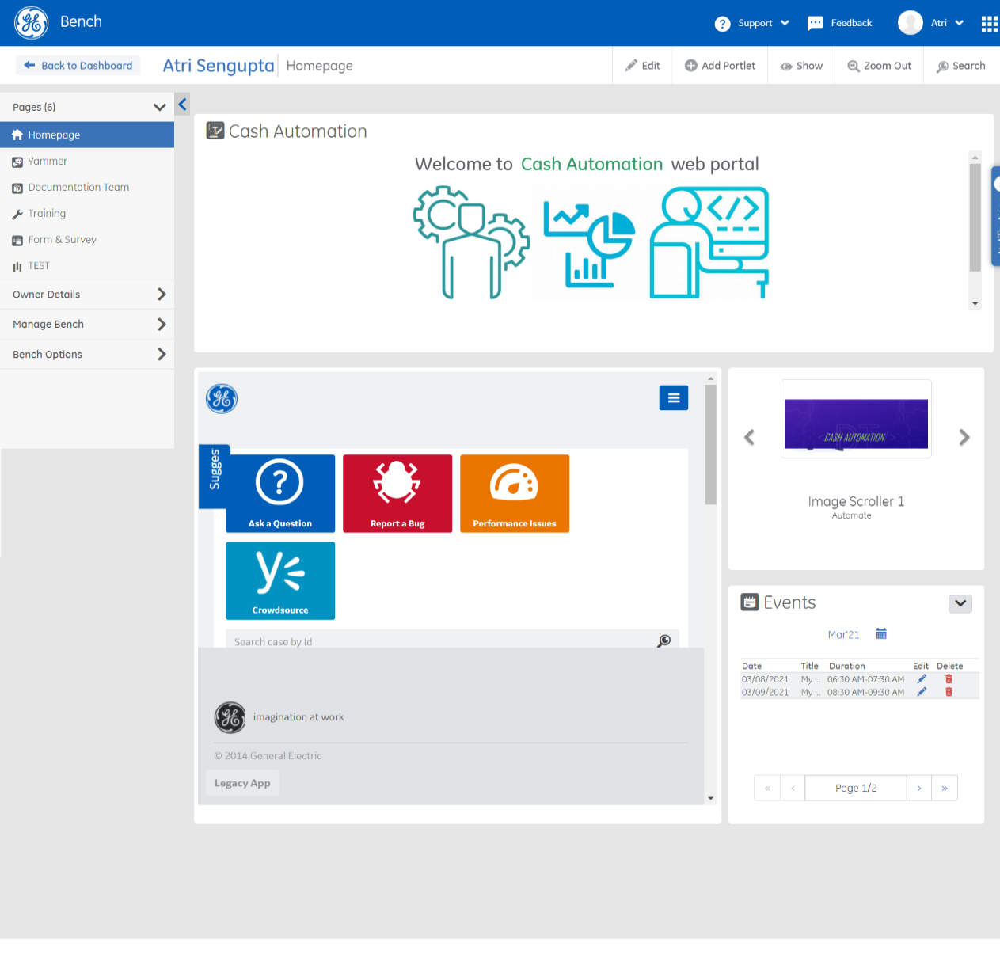 Bench
Support
Feedback
Atri
Back to Dashboard
Atri Sengupta
Homepage
Edit
Add Portlet
Show
Zoom Out
Search
Pages (6)
Homepage
Yammer
Documentation Team
Training
Form & Survey
TEST
Owner Details
Manage Bench
Bench Options
Cash Automation
Welcome to Cash Automation web portal
Sugges
Ask a Question
Report a Bug
Performance Issues
Crowdsource
Search case by Id
imagination at work
© 2014 General Electric
Legacy App
CASH AUTOMATION
Image Scroller 1
Automate
Events
Mar'21
Date Title Duration Edit Delete
03/08/2021 My ... 06:30 AM-07:30 AM
03/09/2021 My ... 08:30 AM-09:30 AM
« ‹ Page 1/2 › »